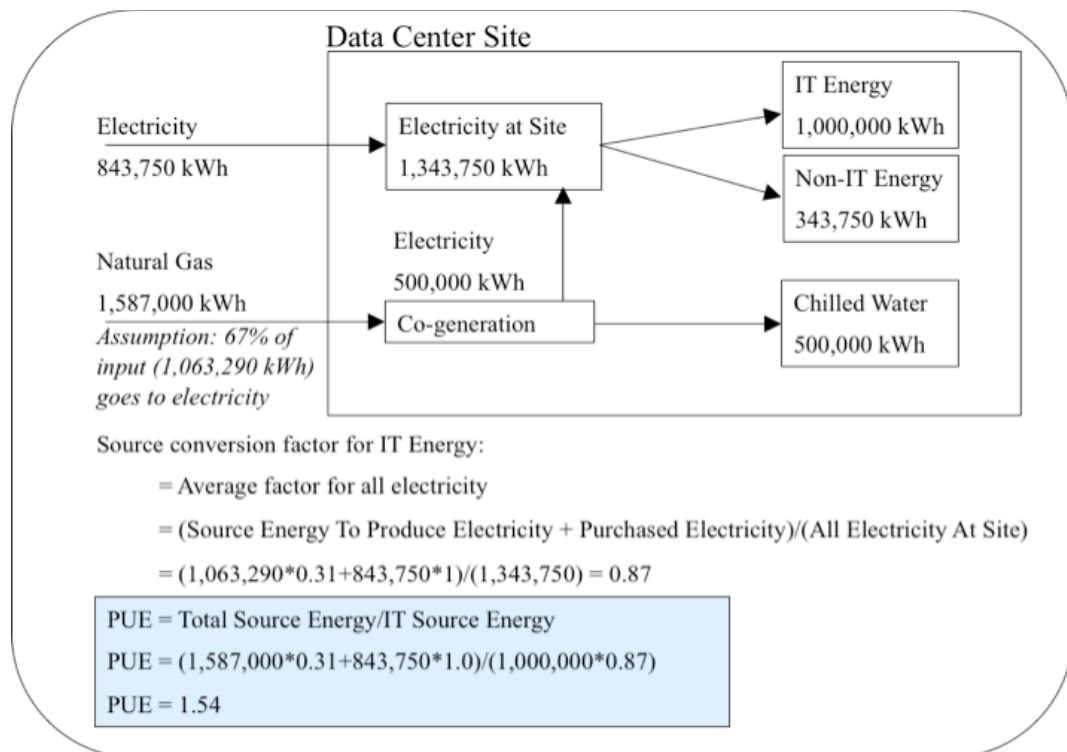 Data Center Site
Electricity
843,750 kWh
Electricity at Site
1,343,750 kWh
IT Energy
1,000,000 kWh
Non-IT Energy
343,750 kWh
Natural Gas
1,587,000 kWh
Assumption: 67% of
input (1,063,290 kWh)
goes to electricity
Electricity
500,000 kWh
Co-generation
Chilled Water
500,000 kWh
Source conversion factor for IT Energy:
= Average factor for all electricity
= (Source Energy To Produce Electricity + Purchased Electricity)/(All Electricity At Site)
= (1,063,290*0.31+843,750*1)/(1,343,750) = 0.87
PUE = Total Source Energy/IT Source Energy
PUE = (1,587,000*0.31+843,750*1.0)/(1,000,000*0.87)
PUE = 1.54